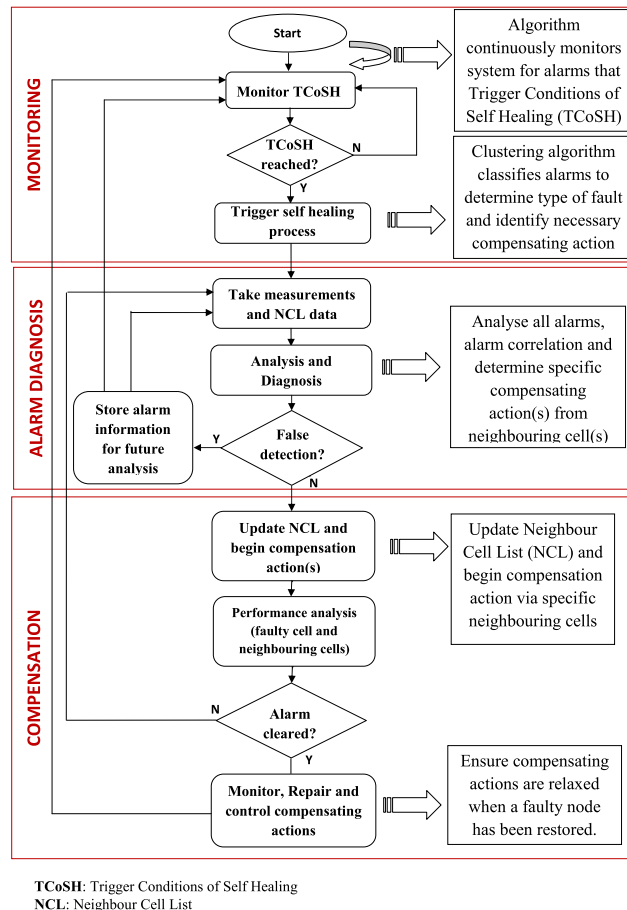 MONITORING
Start
Algorithm
continuously monitors
system for alarms that
Trigger Conditions of
Self Healing (TCoSH)
Monitor TCoSH
TCoSH
reached?
N
Y
Trigger self healing
process
Clustering algorithm
classifies alarms to
determine type of fault
and identify necessary
compensating action
ALARM DIAGNOSIS
Take measurements
and NCL data
Analysis and
Diagnosis
Analyse all alarms,
alarm correlation and
determine specific
compensating
action(s) from
neighbouring cell(s)
Store alarm
information
for future
analysis
Y
False
detection?
N
COMPENSATION
Update NCL and
begin compensation
action(s)
Update Neighbour
Cell List (NCL) and
begin compensation
action via specific
neighbouring cells
Performance analysis
(faulty cell and
neighbouring cells)
N
Alarm
cleared?
Y
Monitor, Repair and
control compensating
actions
Ensure compensating
actions are relaxed
when a faulty node
has been restored.
TCoSH: Trigger Conditions of Self Healing
NCL: Neighbour Cell List